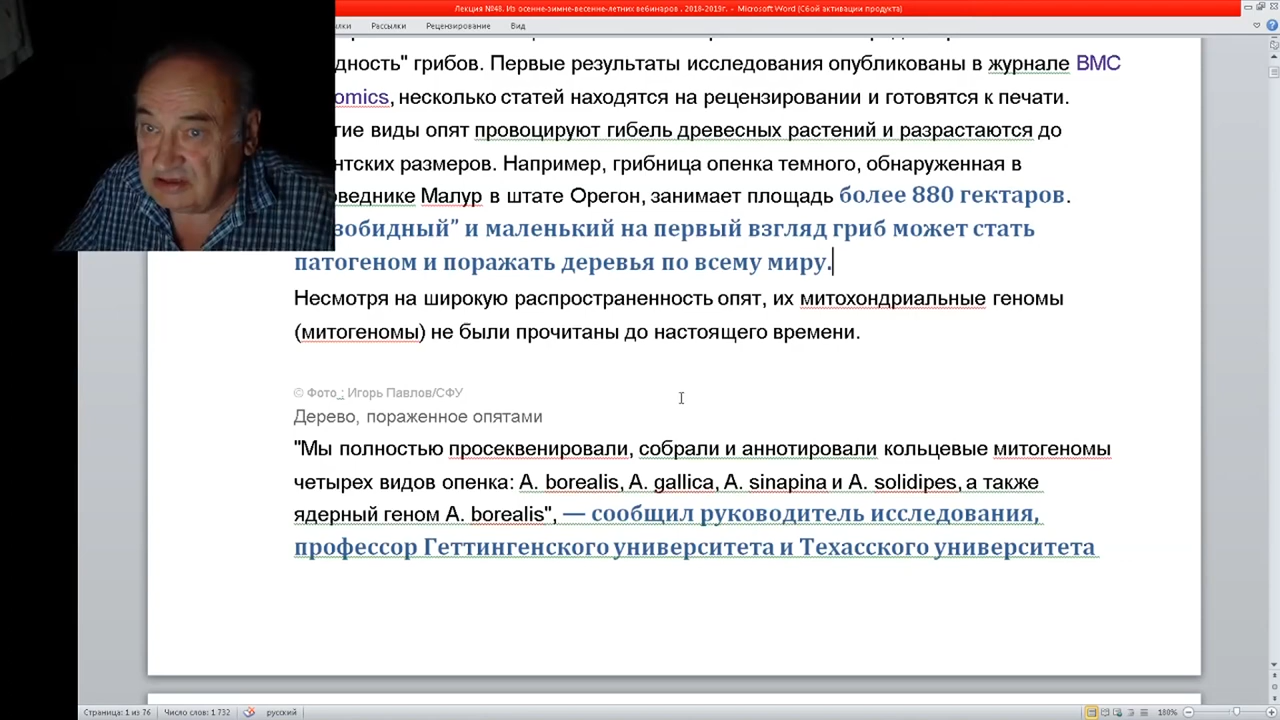 Лекция №48. Из осенне-зимне-весенне-летних вебинаров . 2018-2019г. - Microsoft Word (Сбой активации продукта)
Рассылки Рецензирование Вид
грибов. Первые результаты исследования опубликованы в журнале BMC
несколько статей находятся на рецензировании и готовятся к печати.
виды опят провоцируют гибель древесных растений и разрастаются до
размеров. Например, грибница опенка темного, обнаруженная в
Малур в штате Орегон, занимает площадь более 880 гектаров.
и маленький на первый взгляд гриб может стать
патогеном и поражать деревья по всему миру.
Несмотря на широкую распространенность опят, их митохондриальные геномы
(митогеномы) не были прочитаны до настоящего времени.
© Фото : Игорь Павлов/СФУ
Дерево, пораженное опятами
"Мы полностью просеквенировали, собрали и аннотировали кольцевые митогеномы
четырех видов опенка: A. borealis, A. gallica, A. sinapina и A. solidipes, а также
ядерный геном A. borealis", — сообщил руководитель исследования,
профессор Геттингенского университета и Техасского университета
Страница: 1 из 76 Число слов: 1 732 русский 180%